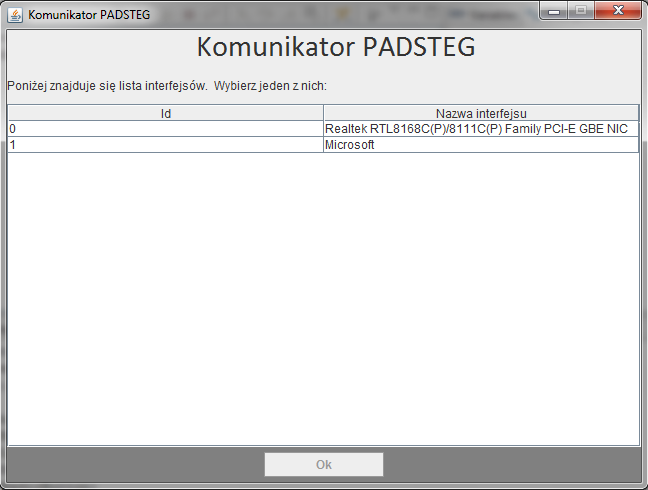 Komunikator PADSTEG
Komunikator PADSTEG
Poniżej znajduje się lista interfejsów. Wybierz jeden z nich:
Id Nazwa interfejsu
0 Realtek RTL8168C(P)/8111C(P) Family PCI-E GBE NIC
1 Microsoft
Ok